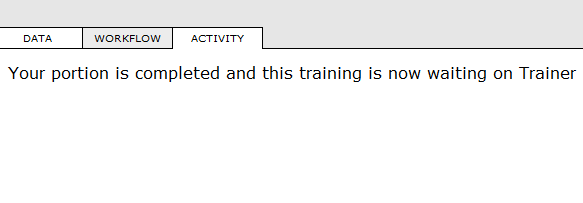 DATA WORKFLOW ACTIVITY
Your portion is completed and this training is now waiting on Trainer